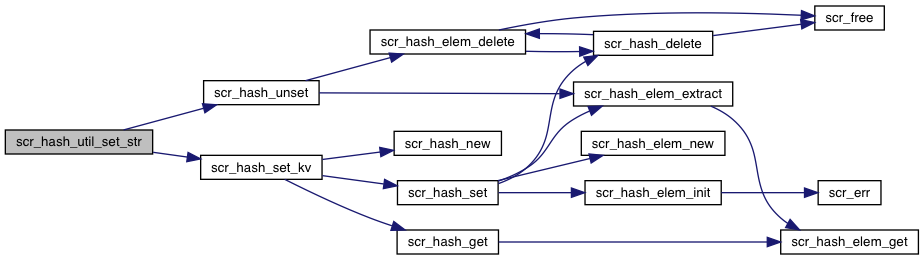 scr_free
scr_hash_elem_delete
scr_hash_delete
scr_hash_unset
scr_hash_elem_extract
scr_hash_util_set_str
scr_hash_new
scr_hash_elem_new
scr_hash_set_kv
scr_hash_set
scr_hash_elem_init
scr_err
scr_hash_get
scr_hash_elem_get